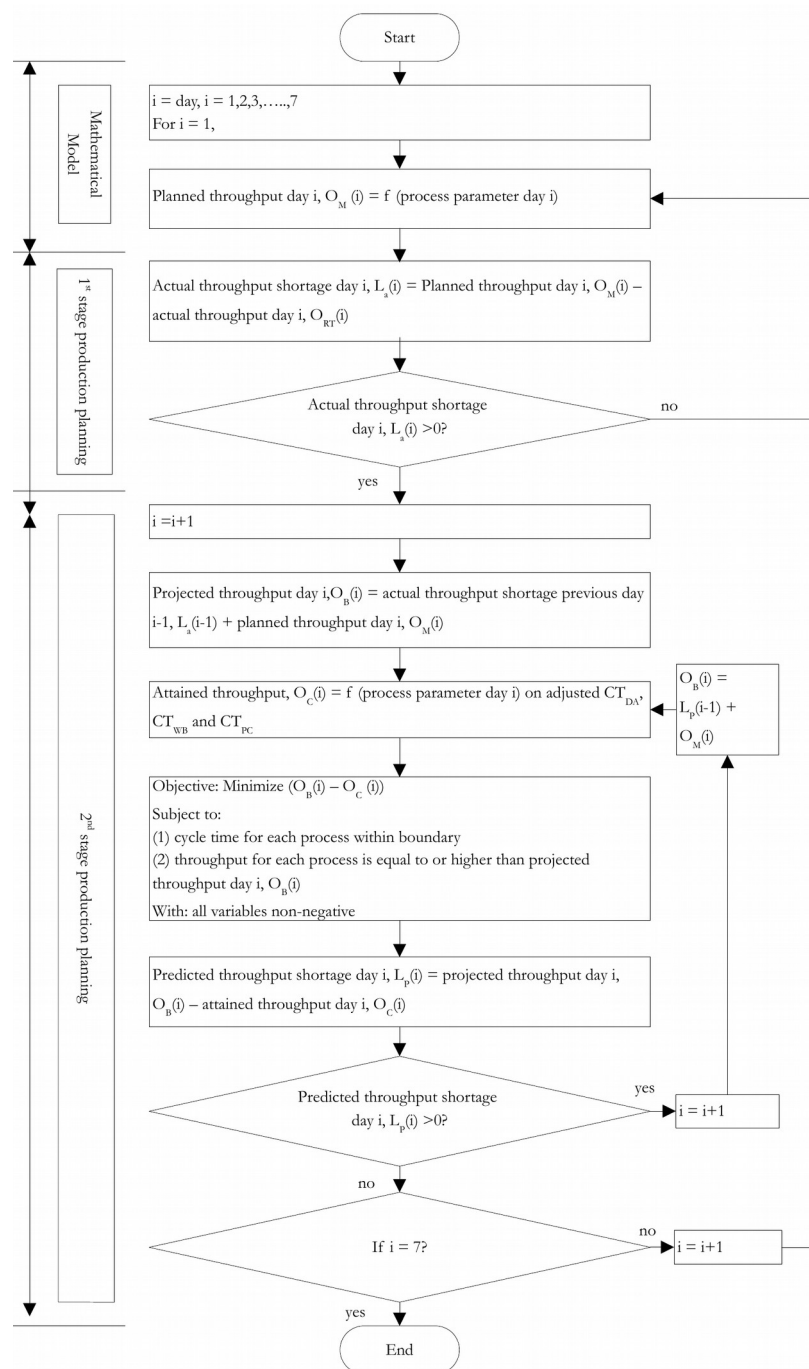 Start
Mathematical
Model
i = day, i = 1,2,3,…..,7
For i = 1,
Planned throughput day i, O_M (i) = f (process parameter day i)
1st stage production planning
Actual throughput shortage day i, L_a(i) = Planned throughput day i, O_M(i) –
actual throughput day i, O_RT(i)
Actual throughput shortage
day i, L_a(i) >0?
no
yes
2nd stage production planning
i =i+1
Projected throughput day i,O_B(i) = actual throughput shortage previous day
i-1, L_a(i-1) + planned throughput day i, O_M(i)
Attained throughput, O_C(i) = f (process parameter day i) on adjusted CT_DA,
CT_WB and CT_PC
O_B(i) =
L_P(i-1) +
O_M(i)
Objective: Minimize (O_B(i) – O_C (i))
Subject to:
(1) cycle time for each process within boundary
(2) throughput for each process is equal to or higher than projected
throughput day i, O_B(i)
With: all variables non-negative
Predicted throughput shortage day i, L_P(i) = projected throughput day i,
O_B(i) – attained throughput day i, O_C(i)
Predicted throughput shortage
day i, L_P(i) >0?
yes
i = i+1
no
If i = 7?
no
i = i+1
yes
End